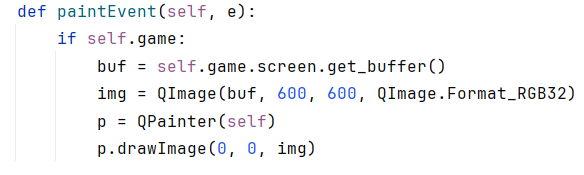 def paintEvent(self, e):
    if self.game:
        buf = self.game.screen.get_buffer()
        img = QImage(buf, 600, 600, QImage.Format_RGB32)
        p = QPainter(self)
        p.drawImage(0, 0, img)